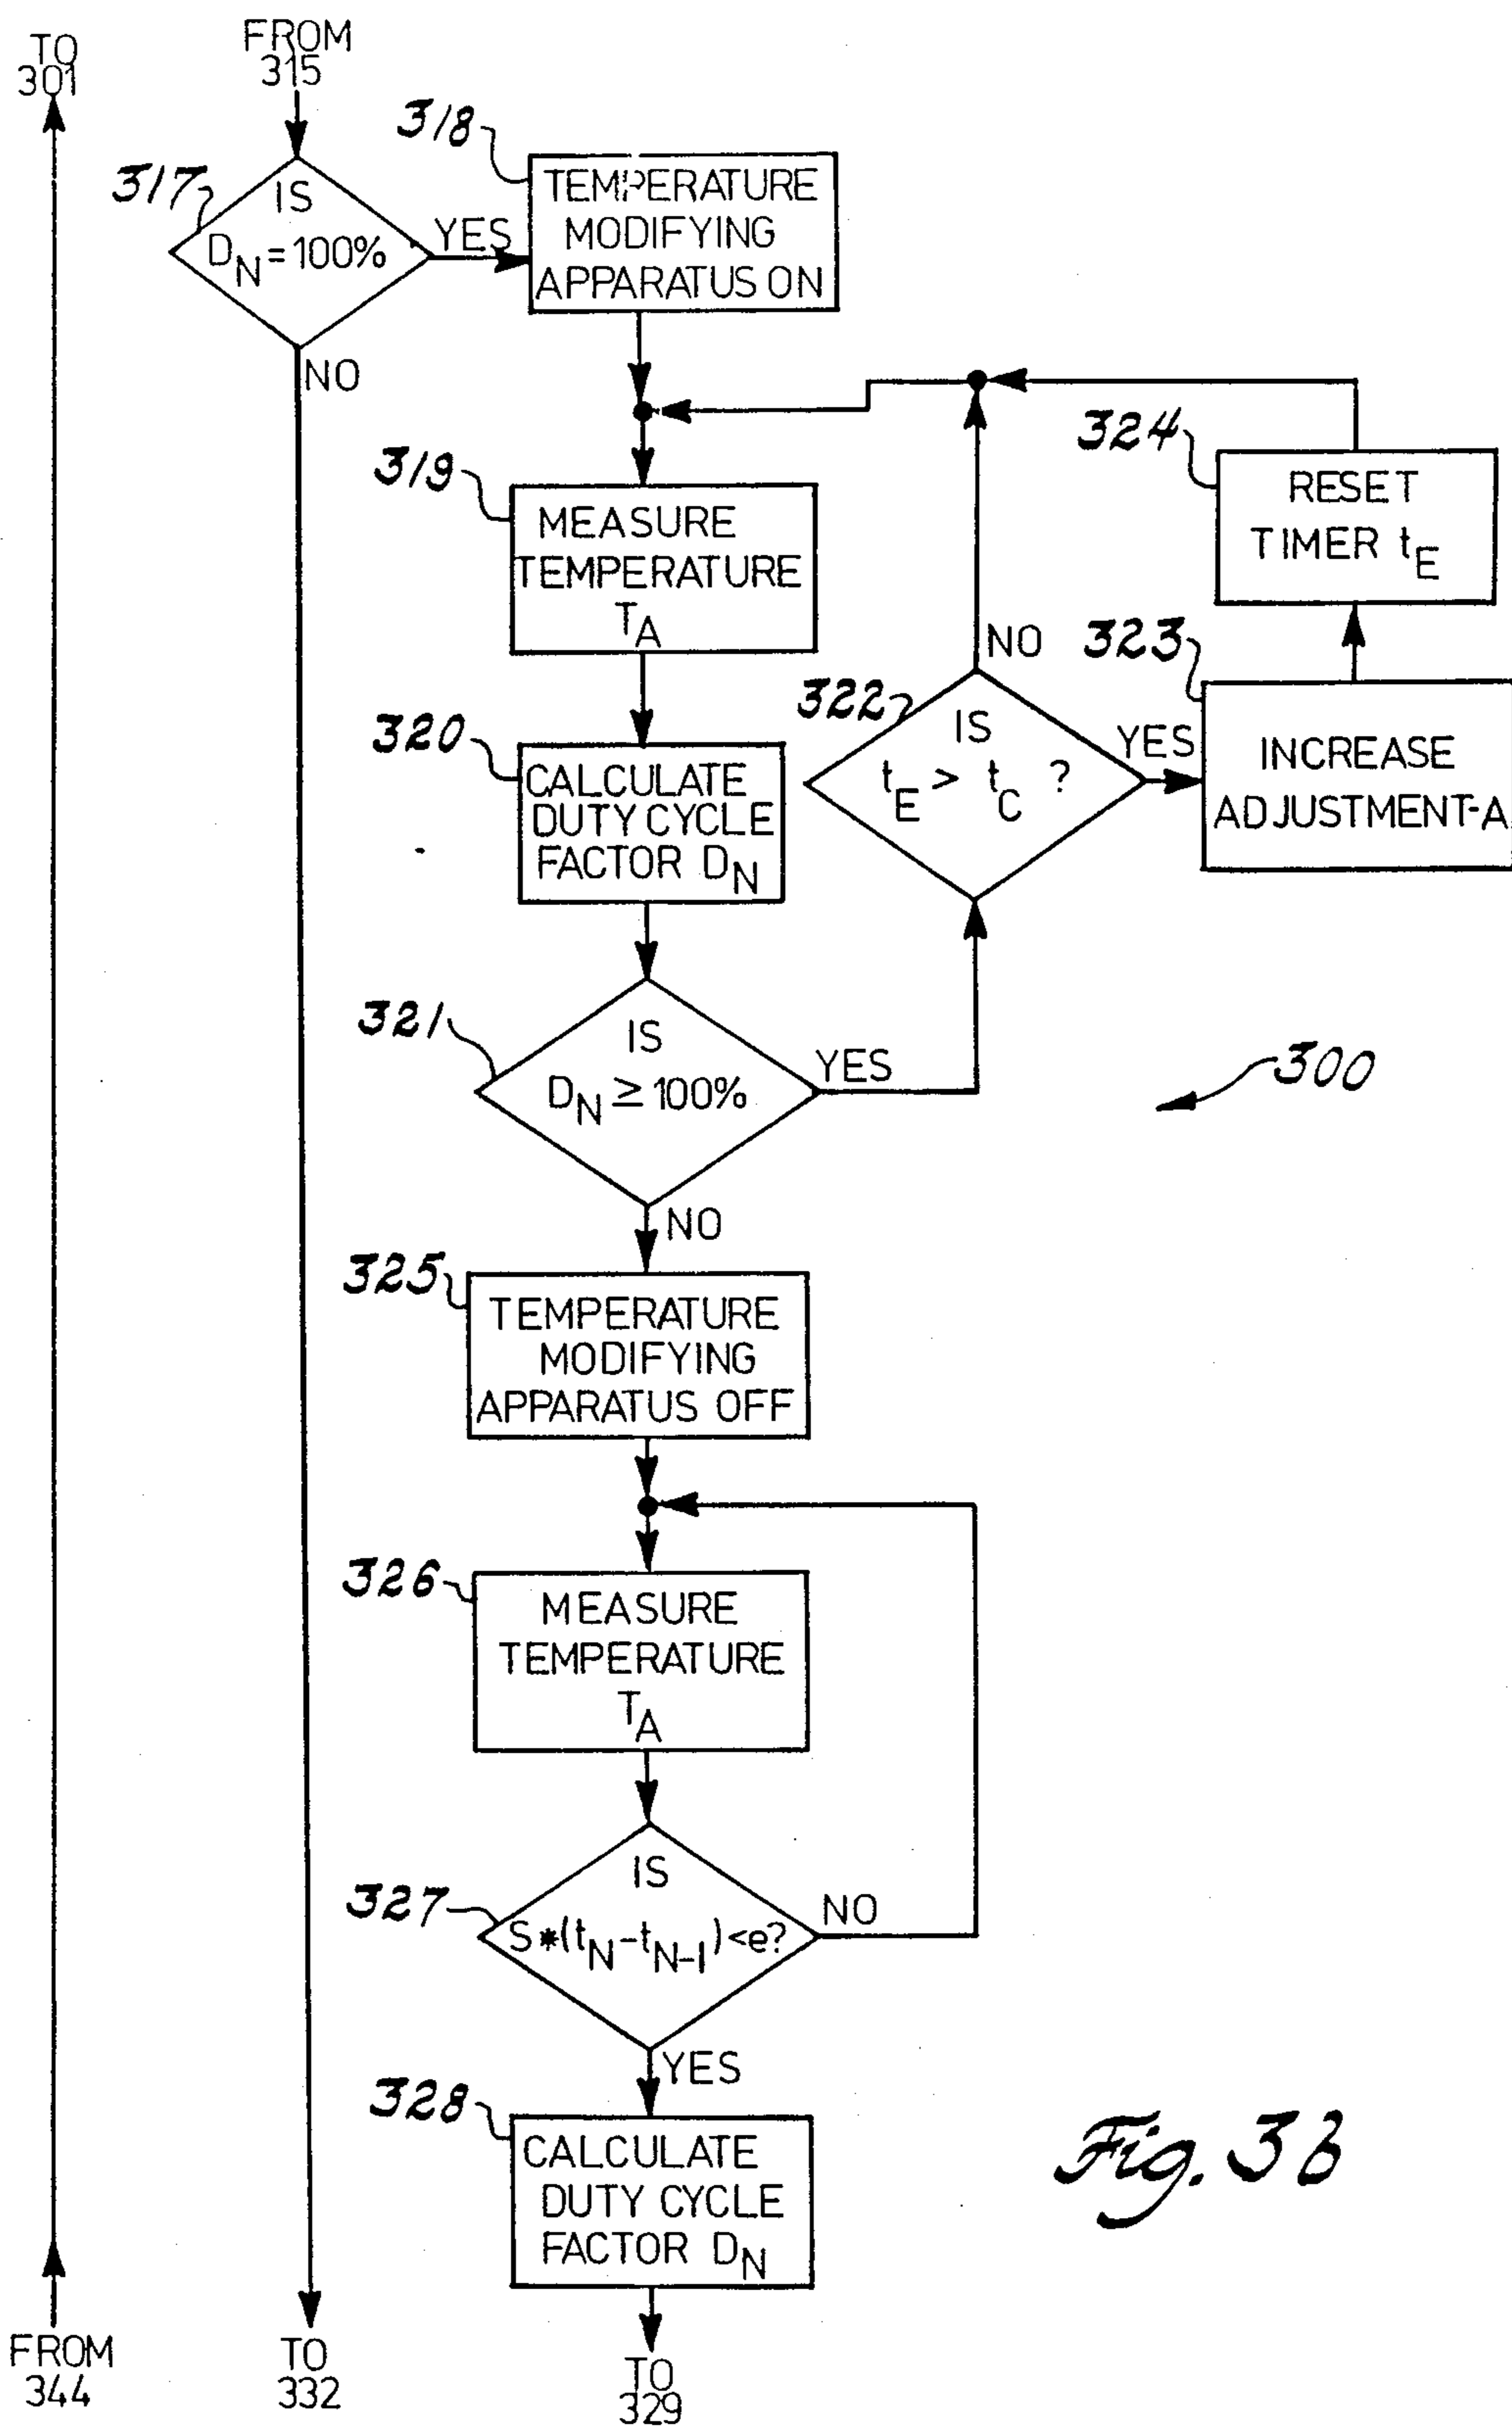 TO
301
FROM
315
317
IS
D_N = 100%
YES
NO
318
TEMPERATURE
MODIFYING
APPARATUS ON
319
MEASURE
TEMPERATURE
T_A
320
CALCULATE
DUTY CYCLE
FACTOR D_N
321
IS
D_N ≥ 100%
YES
NO
322
IS
t_E > t_C ?
NO
YES
323
INCREASE
ADJUSTMENT-A
324
RESET
TIMER t_E
300
325
TEMPERATURE
MODIFYING
APPARATUS OFF
326
MEASURE
TEMPERATURE
T_A
327
IS
S*(t_N-t_N-1)<e?
NO
YES
328
CALCULATE
DUTY CYCLE
FACTOR D_N
FROM
344
TO
332
TO
329
Fig. 3b